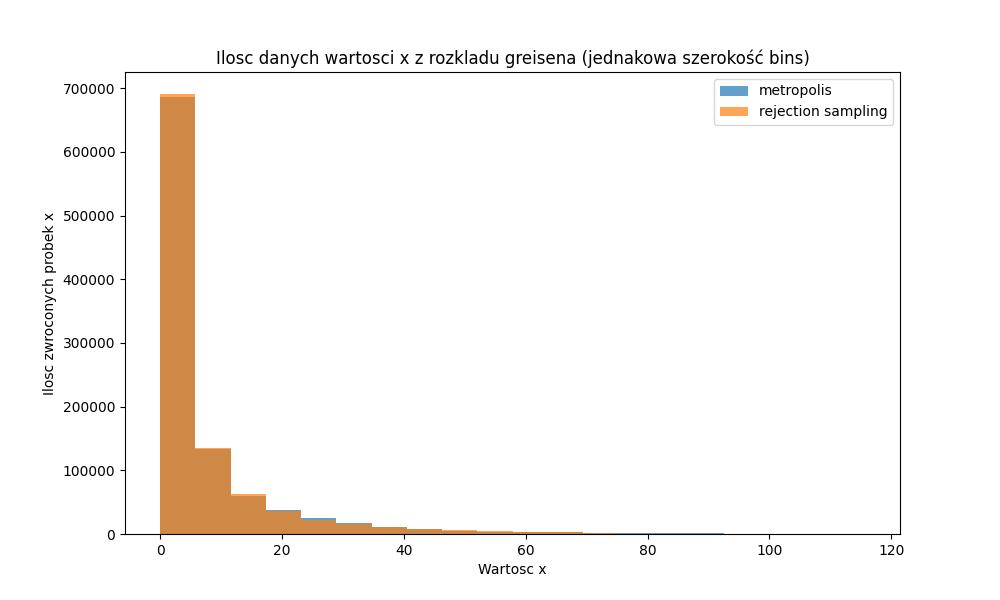 Ilosc danych wartosci x z rozkladu greisena (jednakowa szerokość bins)
metropolis
rejection sampling
Ilosc zwroconych probek x
700000
600000
500000
400000
300000
200000
100000
0
0 20 40 60 80 100 120
Wartosc x